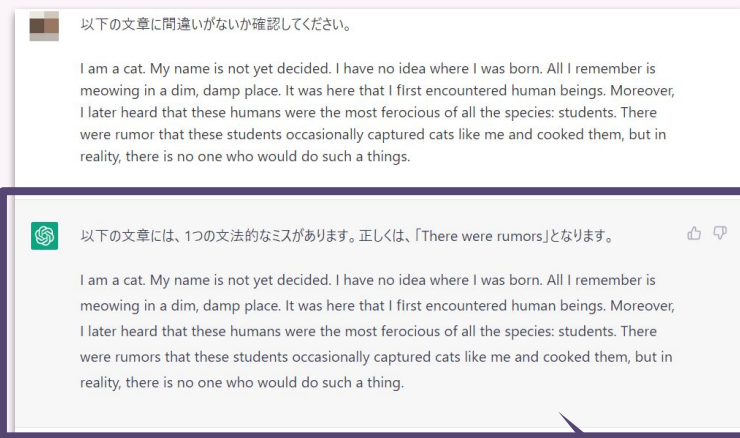 以下の文章に間違いがないか確認してください。
I am a cat. My name is not yet decided. I have no idea where I was born. All I remember is
meowing in a dim, damp place. It was here that I first encountered human beings. Moreover,
I later heard that these humans were the most ferocious of all the species: students. There
were rumor that these students occasionally captured cats like me and cooked them, but in
reality, there is no one who would do such a things.
以下の文章には、1つの文法的なミスがあります。正しくは、「There were rumors」となります。
I am a cat. My name is not yet decided. I have no idea where I was born. All I remember is
meowing in a dim, damp place. It was here that I first encountered human beings. Moreover,
I later heard that these humans were the most ferocious of all the species: students. There
were rumors that these students occasionally captured cats like me and cooked them, but in
reality, there is no one who would do such a thing.